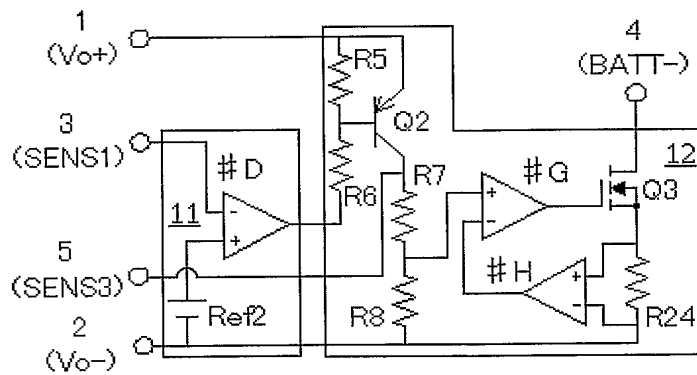 1
(Vo+)
4
(BATT-)
R5
3
(SENS1)
Q2
12
#D
R7
#G
Q3
11
R6
-
+
+
-
5
(SENS3)
#H
+
-
Ref2
R8
R24
2
(Vo-)